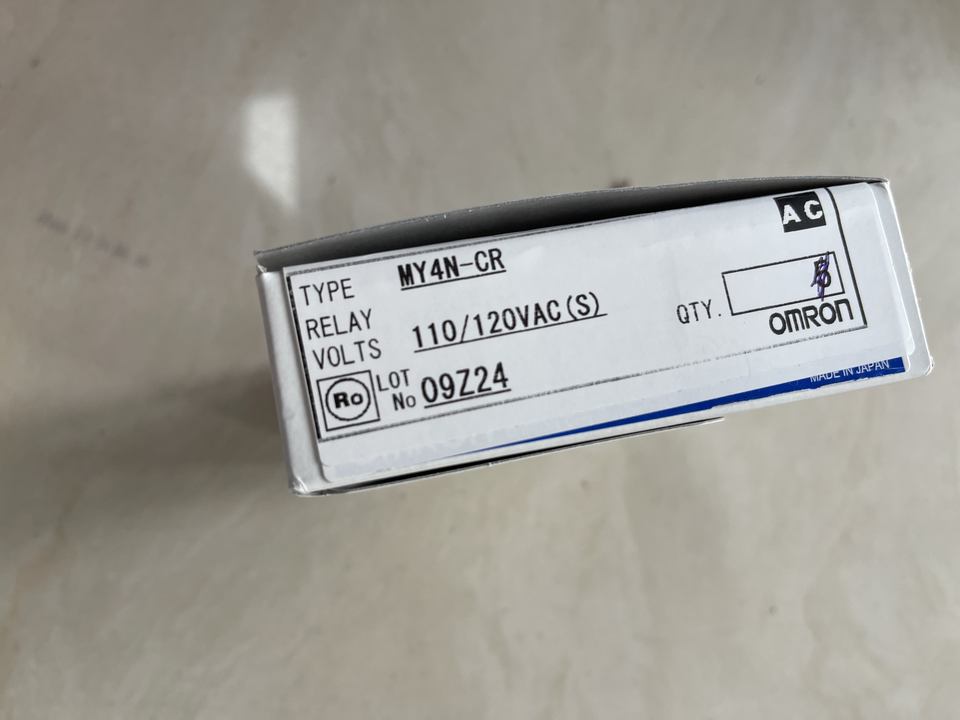 AC
TYPE MY4N-CR
RELAY
VOLTS 110/120VAC(S)
QTY.
OMRON
Ro LOT No 09Z24
MADE IN JAPAN